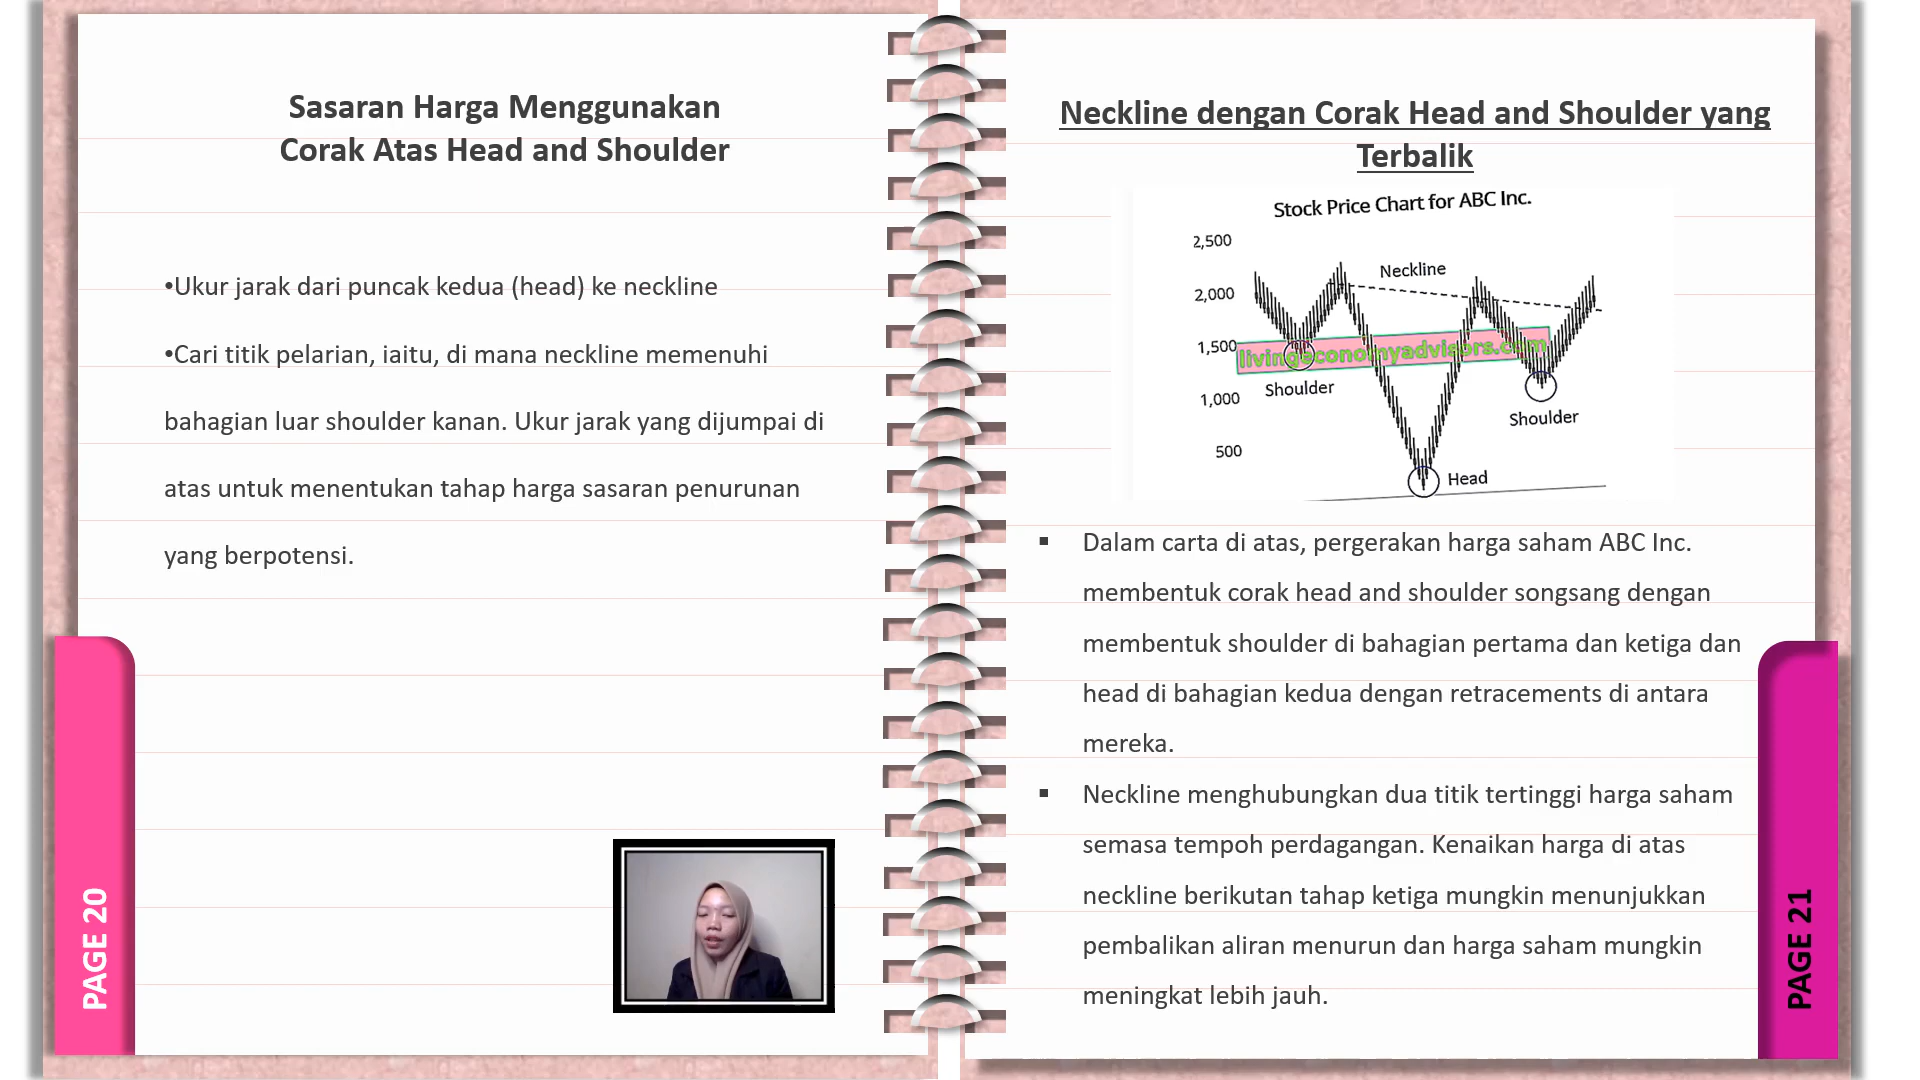 Sasaran Harga Menggunakan
Corak Atas Head and Shoulder
•Ukur jarak dari puncak kedua (head) ke neckline
•Cari titik pelarian, iaitu, di mana neckline memenuhi
bahagian luar shoulder kanan. Ukur jarak yang dijumpai di
atas untuk menentukan tahap harga sasaran penurunan
yang berpotensi.
PAGE 20
Neckline dengan Corak Head and Shoulder yang
Terbalik
Stock Price Chart for ABC Inc.
2,500
Neckline
2,000
1,500
livingeconomyadvisors.com
Shoulder
1,000
Shoulder
500
Head
▪ Dalam carta di atas, pergerakan harga saham ABC Inc.
membentuk corak head and shoulder songsang dengan
membentuk shoulder di bahagian pertama dan ketiga dan
head di bahagian kedua dengan retracements di antara
mereka.
▪ Neckline menghubungkan dua titik tertinggi harga saham
semasa tempoh perdagangan. Kenaikan harga di atas
neckline berikutan tahap ketiga mungkin menunjukkan
pembalikan aliran menurun dan harga saham mungkin
meningkat lebih jauh.
PAGE 21